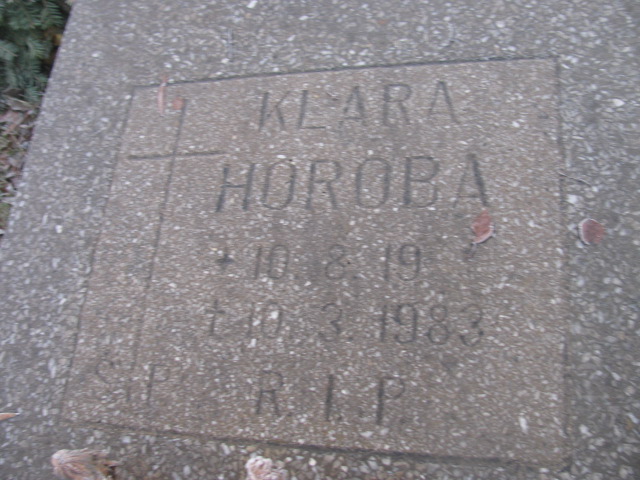 KLARA
HOROBA
* 10. 8. 19
† 10. 3. 1983
Ś.P. R.I.P.